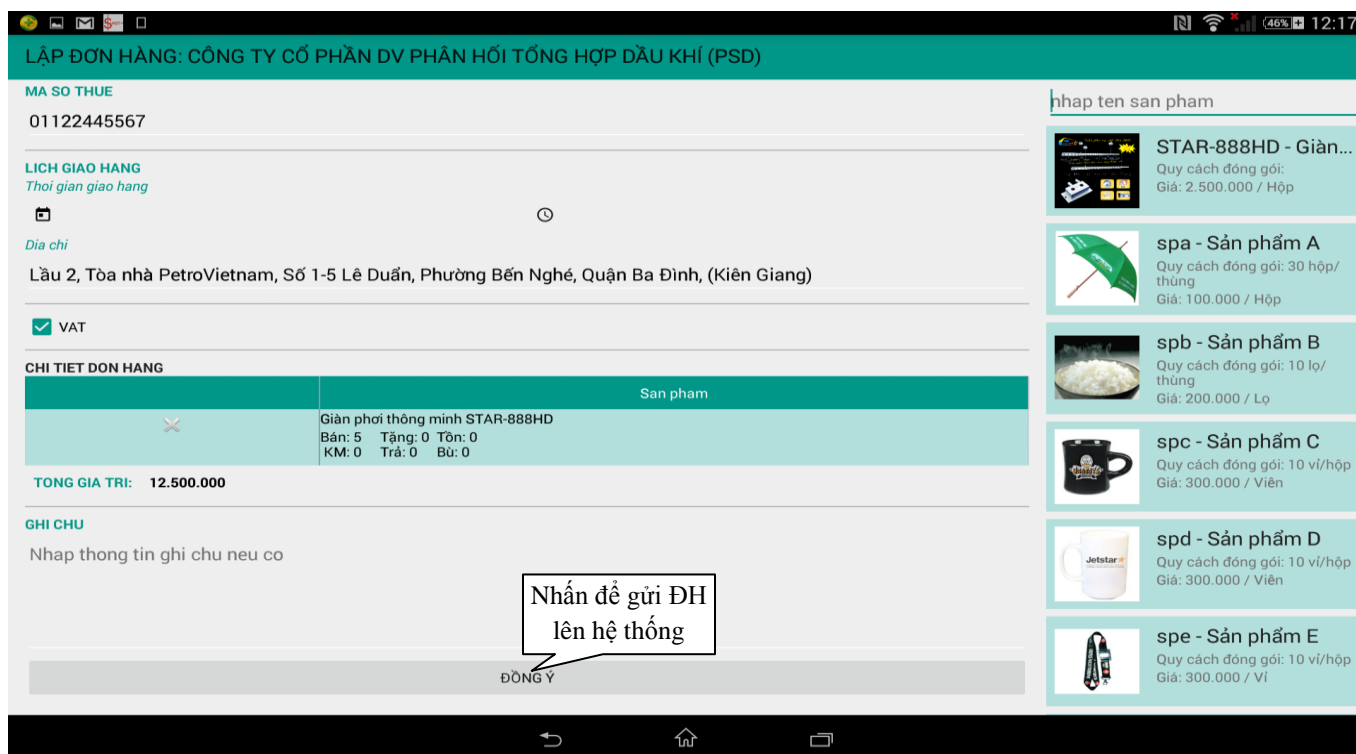 46% 12:17
LẬP ĐƠN HÀNG: CÔNG TY CỔ PHẦN DV PHÂN HỐI TỔNG HỢP DẦU KHÍ (PSD)
MA SO THUE
01122445567
LICH GIAO HANG
Thoi gian giao hang
Dia chi
Lầu 2, Tòa nhà PetroVietnam, Số 1-5 Lê Duẩn, Phường Bến Nghé, Quận Ba Đình, (Kiên Giang)
VAT
CHI TIET DON HANG
San pham
Giàn phơi thông minh STAR-888HD
Bán: 5 Tặng: 0 Tồn: 0
KM: 0 Trả: 0 Bù: 0
TONG GIA TRI: 12.500.000
GHI CHU
Nhap thong tin ghi chu neu co
Nhấn để gửi ĐH
lên hệ thống
ĐỒNG Ý
nhap ten san pham
STAR-888HD - Giàn...
Quy cách đóng gói:
Giá: 2.500.000 / Hộp
spa - Sản phẩm A
Quy cách đóng gói: 30 hộp/
thùng
Giá: 100.000 / Hộp
spb - Sản phẩm B
Quy cách đóng gói: 10 lọ/
thùng
Giá: 200.000 / Lọ
spc - Sản phẩm C
Quy cách đóng gói: 10 vỉ/hộp
Giá: 300.000 / Viên
Jetstar
spd - Sản phẩm D
Quy cách đóng gói: 10 vỉ/hộp
Giá: 300.000 / Viên
spe - Sản phẩm E
Quy cách đóng gói: 10 vỉ/hộp
Giá: 300.000 / Vỉ